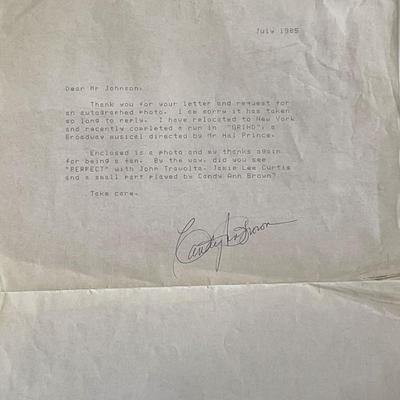 July 1985
Dear Mr Johnson,
Thank you for your letter and request for
an autographed photo. I am sorry it has taken
so long to reply. I have relocated to New York
and recently completed a run in "GRIND", a
Broadway musical directed by Mr Hal Prince.
Enclosed is a photo and my thanks again
for being a fan. By the way, did you see
"PERFECT" with John Travolta, Jamie Lee Curtis
and a small part played by Candy Ann Brown?
Take care,
Candy Ann Brown